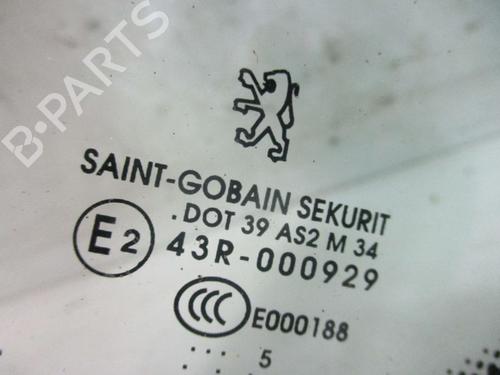 B-PARTS
SAINT-GOBAIN SEKURIT
.DOT 39 AS2 M 34
E2 43R-000929
CCC E000188
5